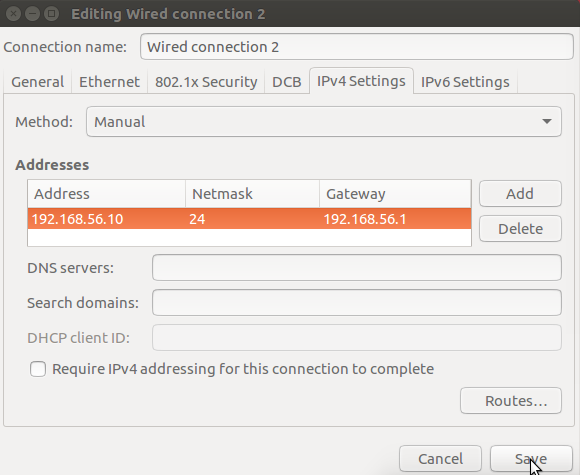 Editing Wired connection 2
Connection name: Wired connection 2
General Ethernet 802.1x Security DCB IPv4 Settings IPv6 Settings
Method: Manual
Addresses
Address Netmask Gateway Add
192.168.56.10 24 192.168.56.1
Delete
DNS servers:
Search domains:
DHCP client ID:
Require IPv4 addressing for this connection to complete
Routes...
Cancel Save